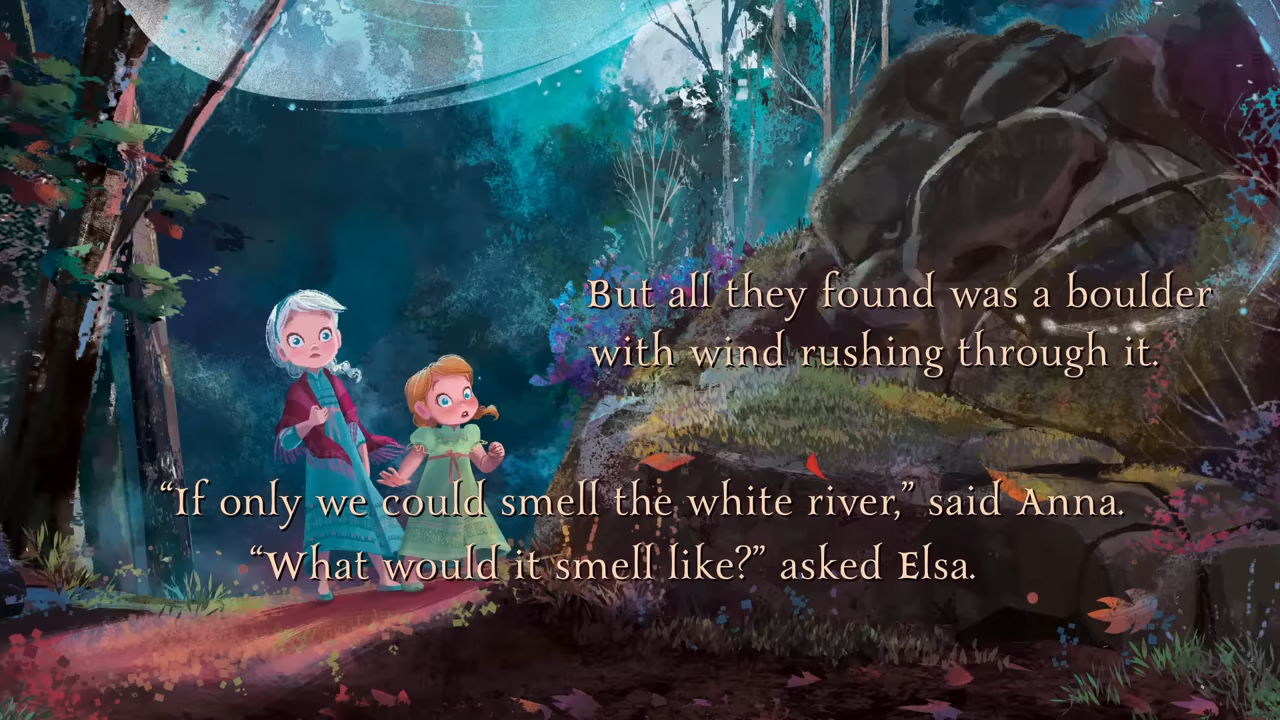 But all they found was a boulder
with wind rushing through it.
“If only we could smell the white river,” said Anna.
“What would it smell like?” asked Elsa.